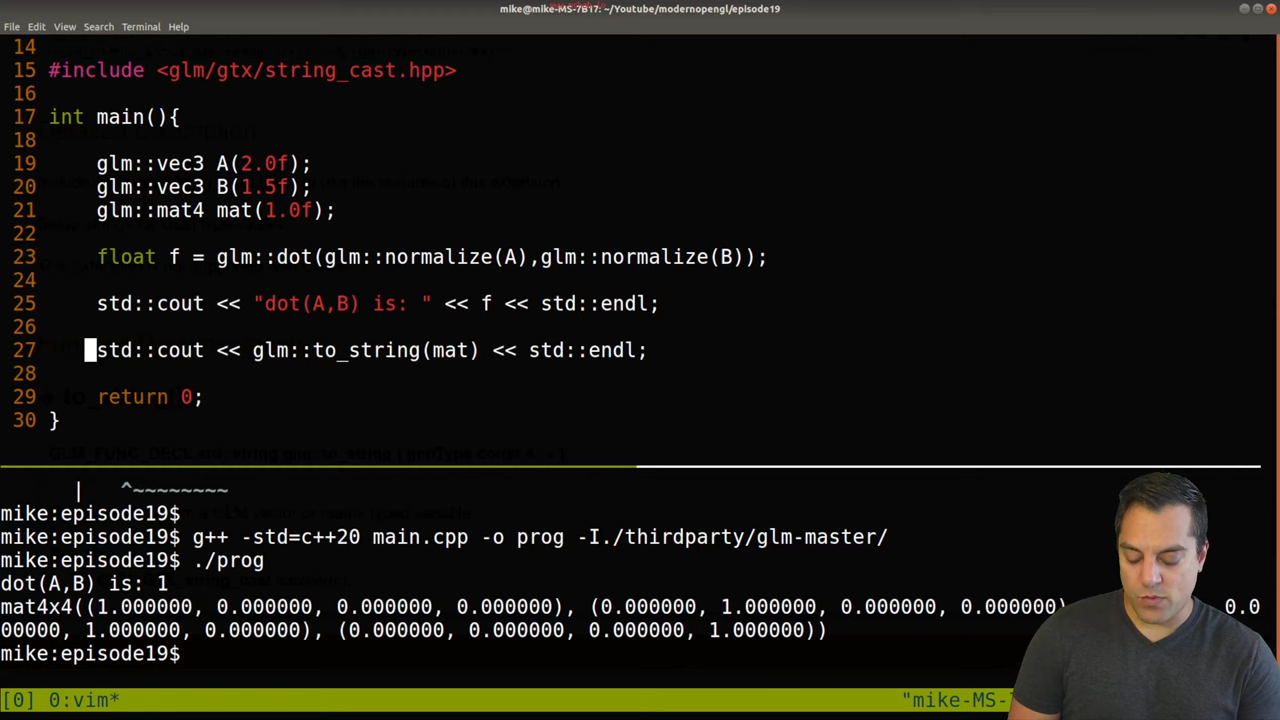 mike@mike-MS-7B17: ~/Youtube/modernopengl/episode19
File Edit View Search Terminal Help
14
15 #include <glm/gtx/string_cast.hpp>
16
17 int main(){
18
19 glm::vec3 A(2.0f);
20 glm::vec3 B(1.5f);
21 glm::mat4 mat(1.0f);
22
23 float f = glm::dot(glm::normalize(A),glm::normalize(B));
24
25 std::cout << "dot(A,B) is: " << f << std::endl;
26
27 std::cout << glm::to_string(mat) << std::endl;
28
29 return 0;
30 }
| ^~~~~~~~~
mike:episode19$
mike:episode19$ g++ -std=c++20 main.cpp -o prog -I./thirdparty/glm-master/
mike:episode19$ ./prog
dot(A,B) is: 1
mat4x4((1.000000, 0.000000, 0.000000, 0.000000), (0.000000, 1.000000, 0.000000, 0.000000) 0.0
00000, 1.000000, 0.000000), (0.000000, 0.000000, 0.000000, 1.000000))
mike:episode19$
[0] 0:vim* "mike-MS-